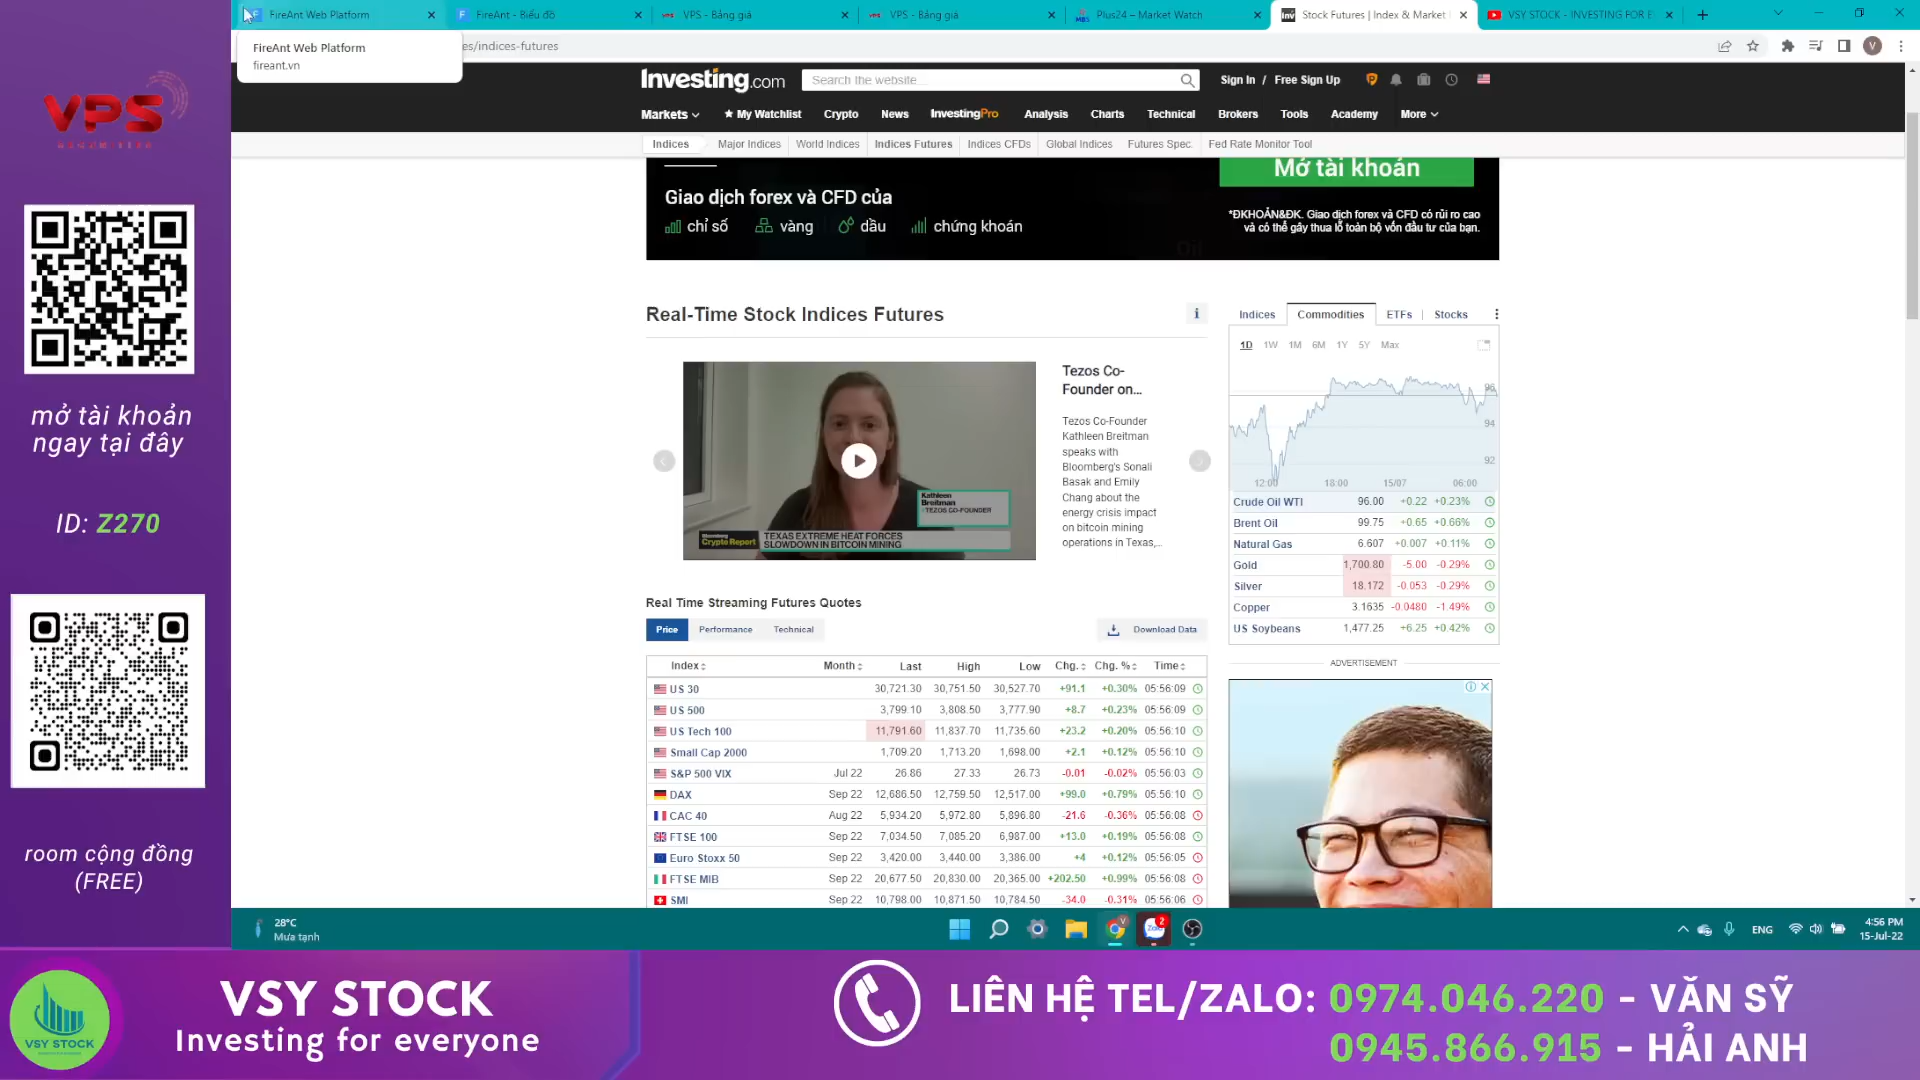 FireAnt Web Platform
FireAnt - Biểu đồ
VPS - Bảng giá
VPS - Bảng giá
Plus24 – Market Watch
Stock Futures | Index & Market
VSY STOCK - INVESTING FOR E
FireAnt Web Platform
fireant.vn
es/indices-futures
V
Investing.com
Search the website...
Sign In / Free Sign Up
Markets
My Watchlist
Crypto
News
InvestingPro
Analysis
Charts
Technical
Brokers
Tools
Academy
More
Indices
Major Indices
World Indices
Indices Futures
Indices CFDs
Global Indices
Futures Spec.
Fed Rate Monitor Tool
VPS
mở tài khoản
ngay tại đây
ID: Z270
room cộng đồng
(FREE)
Giao dịch forex và CFD của
chỉ số vàng dầu chứng khoán
Mở tài khoản
*ĐKHOẢN&ĐK. Giao dịch forex và CFD có rủi ro cao
và có thể gây thua lỗ toàn bộ vốn đầu tư của bạn.
Real-Time Stock Indices Futures
Kathleen
Breitman
TEZOS CO-FOUNDER
Bloomberg
Crypto Report
TEXAS EXTREME HEAT FORCES
SLOWDOWN IN BITCOIN MINING
Tezos Co-
Founder on...
Tezos Co-Founder
Kathleen Breitman
speaks with
Bloomberg's Sonali
Basak and Emily
Chang about the
energy crisis impact
on bitcoin mining
operations in Texas,...
Real Time Streaming Futures Quotes
Price Performance Technical
Download Data
Index Month Last High Low Chg. Chg. % Time
US 30 30,721.30 30,751.50 30,527.70 +91.1 +0.30% 05:56:09
US 500 3,799.10 3,808.50 3,777.90 +8.7 +0.23% 05:56:09
US Tech 100 11,791.60 11,837.70 11,735.60 +23.2 +0.20% 05:56:10
Small Cap 2000 1,709.20 1,713.20 1,698.00 +2.1 +0.12% 05:56:10
S&P 500 VIX Jul 22 26.86 27.33 26.73 -0.01 -0.02% 05:56:03
DAX Sep 22 12,686.50 12,759.50 12,517.00 +99.0 +0.79% 05:56:10
CAC 40 Aug 22 5,934.20 5,972.80 5,896.80 -21.6 -0.36% 05:56:08
FTSE 100 Sep 22 7,034.50 7,085.20 6,987.00 +13.0 +0.19% 05:56:08
Euro Stoxx 50 Sep 22 3,420.00 3,440.00 3,386.00 +4 +0.12% 05:56:05
FTSE MIB Sep 22 20,677.50 20,830.00 20,365.00 +202.50 +0.99% 05:56:08
SMI Sep 22 10,798.00 10,871.50 10,784.50 -34.0 -0.31% 05:56:06
Indices Commodities ETFs Stocks
1D 1W 1M 6M 1Y 5Y Max
96
94
92
12:00 18:00 15/07 06:00
Crude Oil WTI 96.00 +0.22 +0.23%
Brent Oil 99.75 +0.65 +0.66%
Natural Gas 6.607 +0.007 +0.11%
Gold 1,700.80 -5.00 -0.29%
Silver 18.172 -0.053 -0.29%
Copper 3.1635 -0.0480 -1.49%
US Soybeans 1,477.25 +6.25 +0.42%
ADVERTISEMENT
28°C
Mưa tạnh
Zalo
2
ENG
4:56 PM
15-Jul-22
VSY STOCK
VSY STOCK
Investing for everyone
LIÊN HỆ TEL/ZALO: 0974.046.220 - VĂN SỸ
0945.866.915 - HẢI ANH